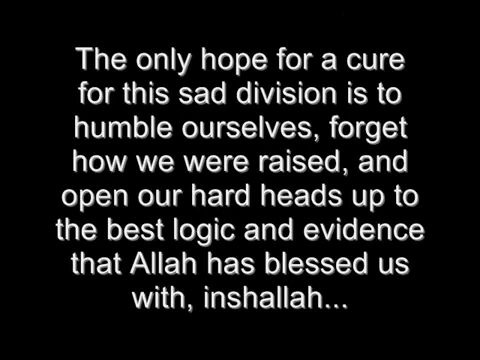 The only hope for a cure
for this sad division is to
humble ourselves, forget
how we were raised, and
open our hard heads up to
the best logic and evidence
that Allah has blessed us
with, inshallah...